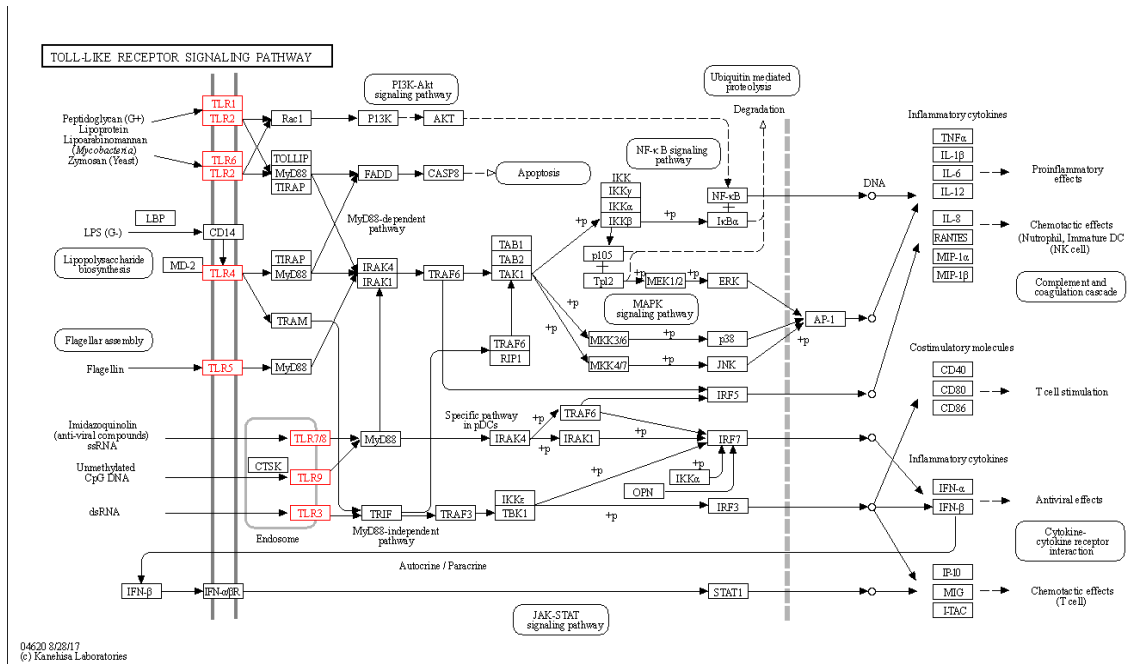 TOLL-LIKE RECEPTOR SIGNALING PATHWAY
PI3K-Akt
signaling pathway
Ubiquitin mediated
proteolysis
Degradation
Peptidoglycan (G+)
Lipoprotein
Lipoarabinomannan
(Mycobacteria)
Zymosan (Yeast)
TLR1
TLR2
TLR6
TLR2
Rac1
PI3K
AKT
TOLLIP
MyD88
TIRAP
FADD
CASP8
Apoptosis
NF-κB signaling
pathway
IKK
IKKγ
IKKα
IKKβ
+p
+p
NF-κB
IκBα
DNA
Inflammatory cytokines
TNFα
IL-1β
IL-6
IL-12
Proinflammatory
effects
IL-8
RANTES
MIP-1α
MIP-1β
Chemotactic effects
(Nutrophil, Immature DC)
(NK cell)
Complement and
coagulation cascade
LBP
LPS (G-)
CD14
MyD88-dependent
pathway
Lipopolysaccharide
biosynthesis
MD-2
TLR4
TIRAP
MyD88
IRAK4
IRAK1
TRAF6
TAB1
TAB2
TAK1
p105
Tpl2
+p
MEK1/2
+p
ERK
MAPK
signaling pathway
TRAM
+p
+p
+p
AP-1
+p
Flagellar assembly
TRAF6
RIP1
MKK3/6
+p
p38
MKK4/7
+p
JNK
Flagellin
TLR5
MyD88
Costimulatory molecules
CD40
CD80
CD86
T cell stimulation
IRF5
Imidazoquinolin
(anti-viral compounds)
ssRNA
TLR7/8
MyD88
Specific pathway
in pDCs
+p
TRAF6
IRAK4
+p
IRAK1
+p
IRF7
Unmethylated
CpG DNA
CTSK
TLR9
IKKα
+p
+p
OPN
Inflammatory cytokines
IFN-α
IFN-β
Antiviral effects
dsRNA
TLR3
TRIF
TRAF3
IKKε
TBK1
+p
IRF3
Endosome
MyD88-independent
pathway
Cytokine-
cytokine receptor
interaction
Autocrine / Paracrine
IFN-β
IFN-α/βR
STAT1
IP-10
MIG
I-TAC
Chemotactic effects
(T cell)
JAK-STAT
signaling pathway
04620 8/28/17
(c) Kanehisa Laboratories